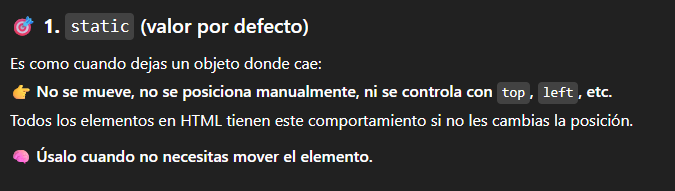 🎯 1. static (valor por defecto)
Es como cuando dejas un objeto donde cae:
👉 No se mueve, no se posiciona manualmente, ni se controla con top, left, etc.
Todos los elementos en HTML tienen este comportamiento si no les cambias la posición.
🧠 Úsalo cuando no necesitas mover el elemento.